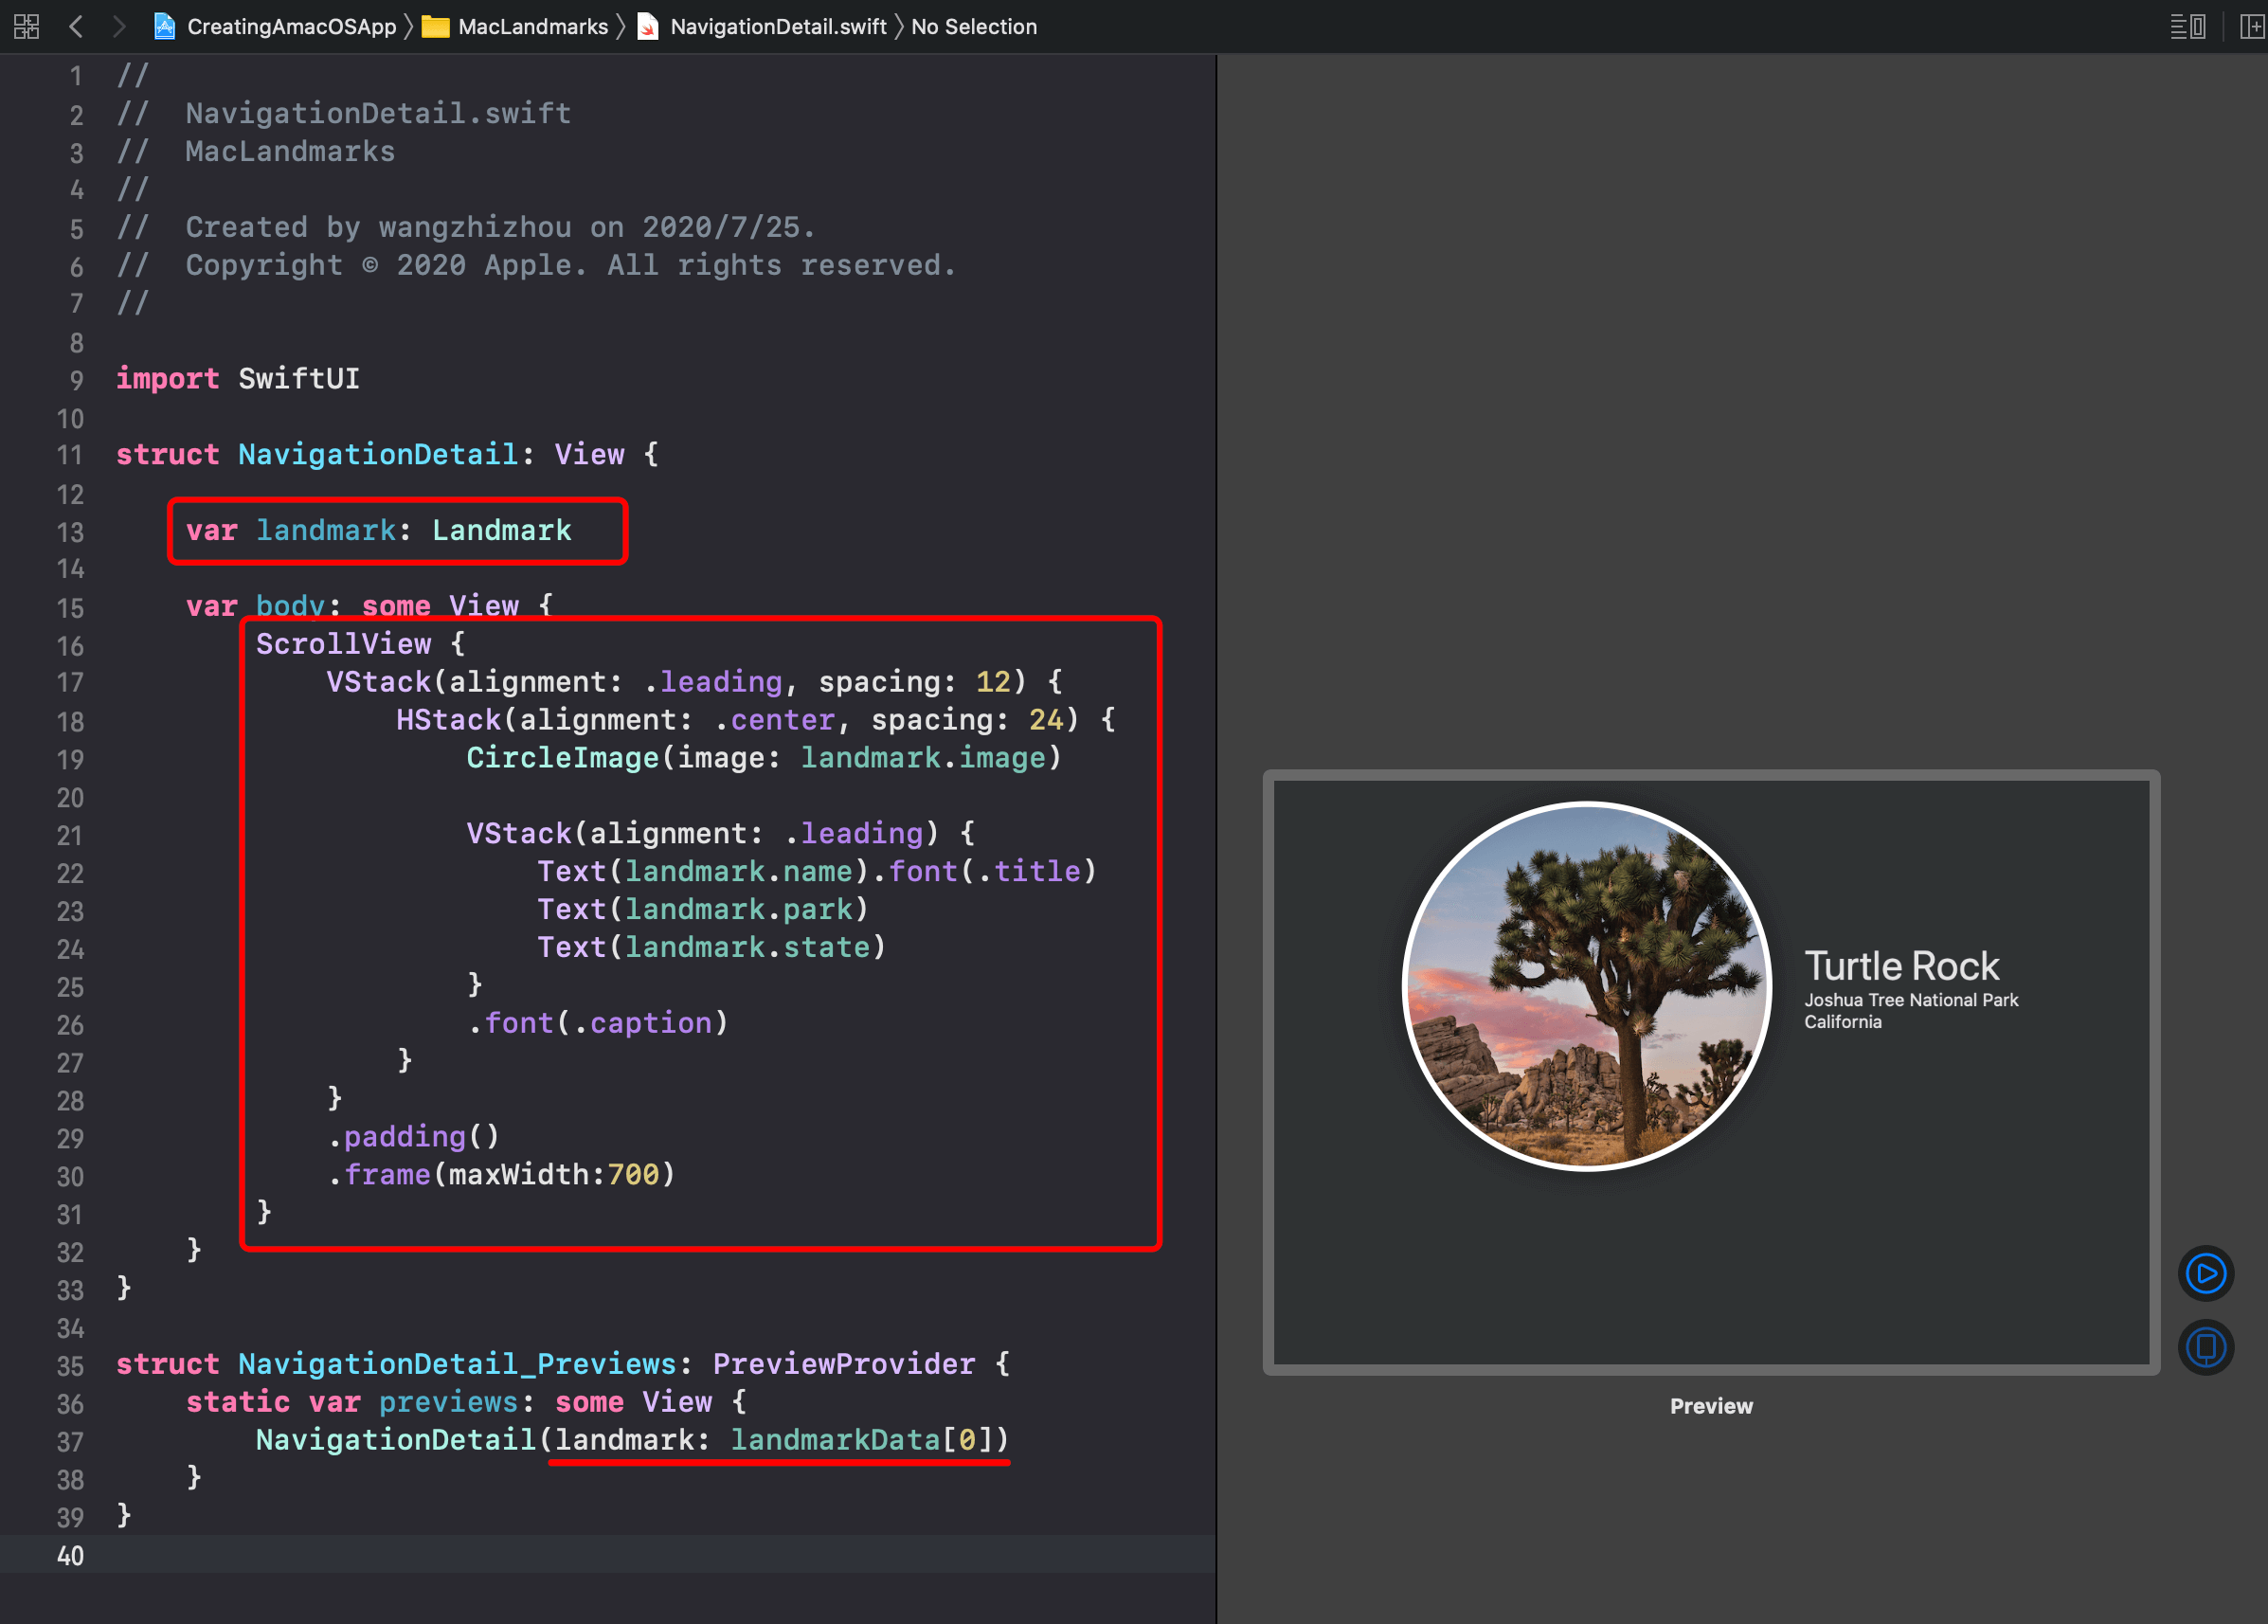 CreatingAmacOSApp MacLandmarks NavigationDetail.swift No Selection
1 //
2 //  NavigationDetail.swift
3 //  MacLandmarks
4 //
5 //  Created by wangzhizhou on 2020/7/25.
6 //  Copyright © 2020 Apple. All rights reserved.
7 //
8
9 import SwiftUI
10
11 struct NavigationDetail: View {
12
13     var landmark: Landmark
14
15     var body: some View {
16         ScrollView {
17             VStack(alignment: .leading, spacing: 12) {
18                 HStack(alignment: .center, spacing: 24) {
19                     CircleImage(image: landmark.image)
20
21                     VStack(alignment: .leading) {
22                         Text(landmark.name).font(.title)
23                         Text(landmark.park)
24                         Text(landmark.state)
25                     }
26                     .font(.caption)
27                 }
28             }
29             .padding()
30             .frame(maxWidth:700)
31         }
32     }
33 }
34
35 struct NavigationDetail_Previews: PreviewProvider {
36     static var previews: some View {
37         NavigationDetail(landmark: landmarkData[0])
38     }
39 }
40
Turtle Rock
Joshua Tree National Park
California
Preview